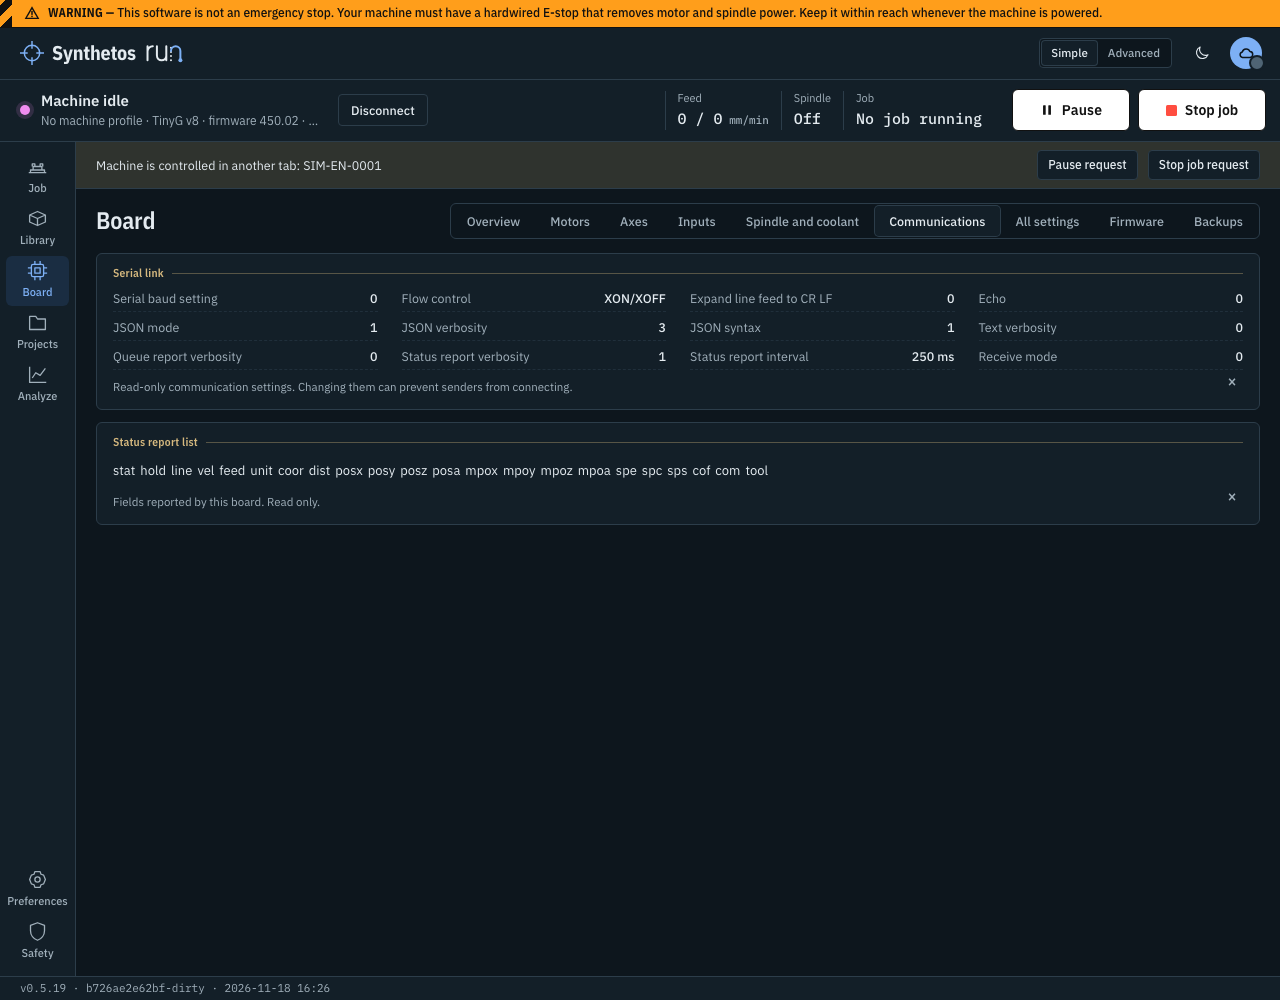 WARNING — This software is not an emergency stop. Your machine must have a hardwired E-stop that removes motor and spindle power. Keep it within reach whenever the machine is powered.
Synthetos run
Simple Advanced
Machine idle
No machine profile · TinyG v8 · firmware 450.02 · ...
Disconnect
Feed
0 / 0 mm/min
Spindle
Off
Job
No job running
Pause
Stop job
Job
Library
Board
Projects
Analyze
Preferences
Safety
Machine is controlled in another tab: SIM-EN-0001
Pause request
Stop job request
Board
Overview Motors Axes Inputs Spindle and coolant Communications All settings Firmware Backups
Serial link
Serial baud setting 0 Flow control XON/XOFF Expand line feed to CR LF 0 Echo 0
JSON mode 1 JSON verbosity 3 JSON syntax 1 Text verbosity 0
Queue report verbosity 0 Status report verbosity 1 Status report interval 250 ms Receive mode 0
Read-only communication settings. Changing them can prevent senders from connecting.
Status report list
stat hold line vel feed unit coor dist posx posy posz posa mpox mpoy mpoz mpoa spe spc sps cof com tool
Fields reported by this board. Read only.
v0.5.19 · b726ae2e62bf-dirty · 2026-11-18 16:26